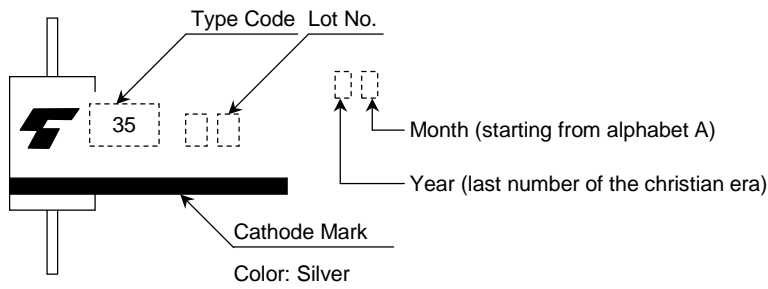 Type Code
Lot No.
35
Month (starting from alphabet A)
Year (last number of the christian era)
Cathode Mark
Color: Silver